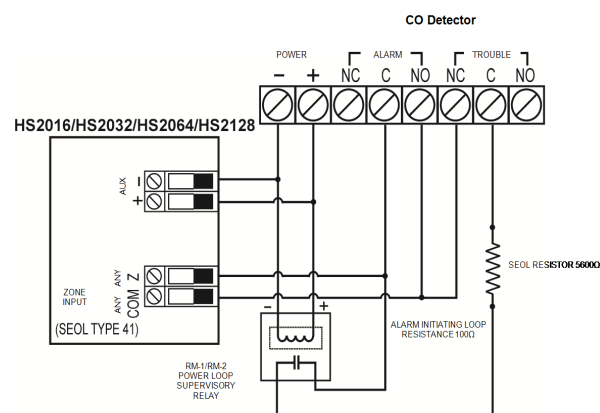 CO Detector
POWER
ALARM
TROUBLE
− + NC C NO NC C NO
HS2016/HS2032/HS2064/HS2128
AUX
−
+
ANY Z
ANY COM
ZONE
INPUT
(SEOL TYPE 41)
SEOL RESISTOR 5600Ω
− +
ALARM INITIATING LOOP
RESISTANCE 100Ω
RM-1/RM-2
POWER LOOP
SUPERVISORY
RELAY